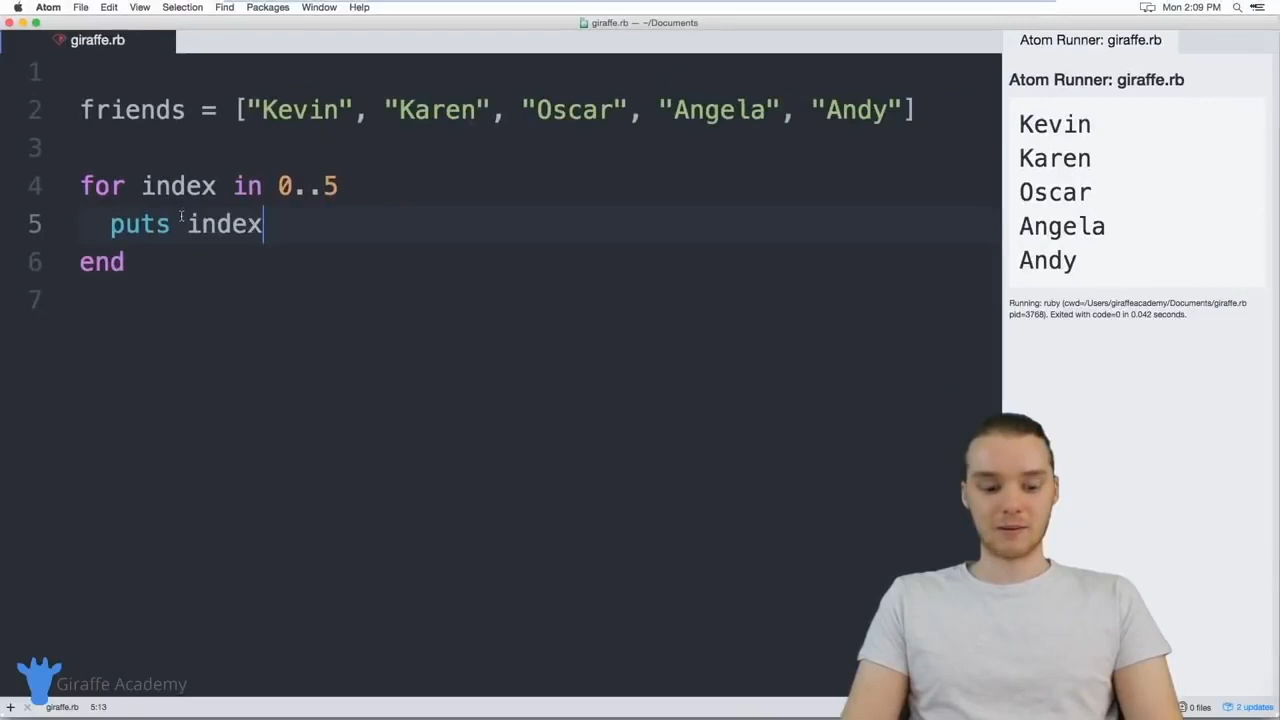 Atom File Edit View Selection Find Packages Window Help Mon 2:09 PM
giraffe.rb — ~/Documents
giraffe.rb
Atom Runner: giraffe.rb
Atom Runner: giraffe.rb
1
2 friends = ["Kevin", "Karen", "Oscar", "Angela", "Andy"]
3
4 for index in 0..5
5 puts index
6 end
7
Kevin
Karen
Oscar
Angela
Andy
Running: ruby (cwd=/Users/giraffeacademy/Documents/giraffe.rb
pid=3768). Exited with code=0 in 0.042 seconds.
Giraffe Academy
giraffe.rb 5:13 0 files 2 updates